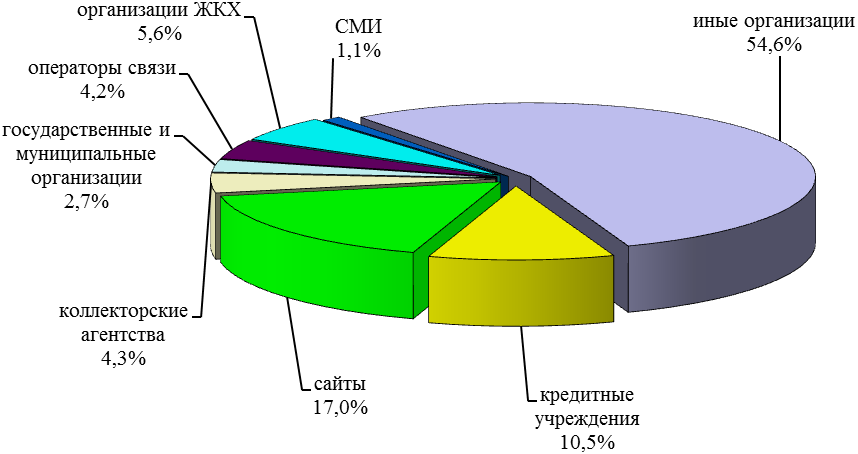 организации ЖКХ
5,6%
СМИ
1,1%
иные организации
54,6%
операторы связи
4,2%
государственные и
муниципальные
организации
2,7%
коллекторские
агентства
4,3%
сайты
17,0%
кредитные
учреждения
10,5%